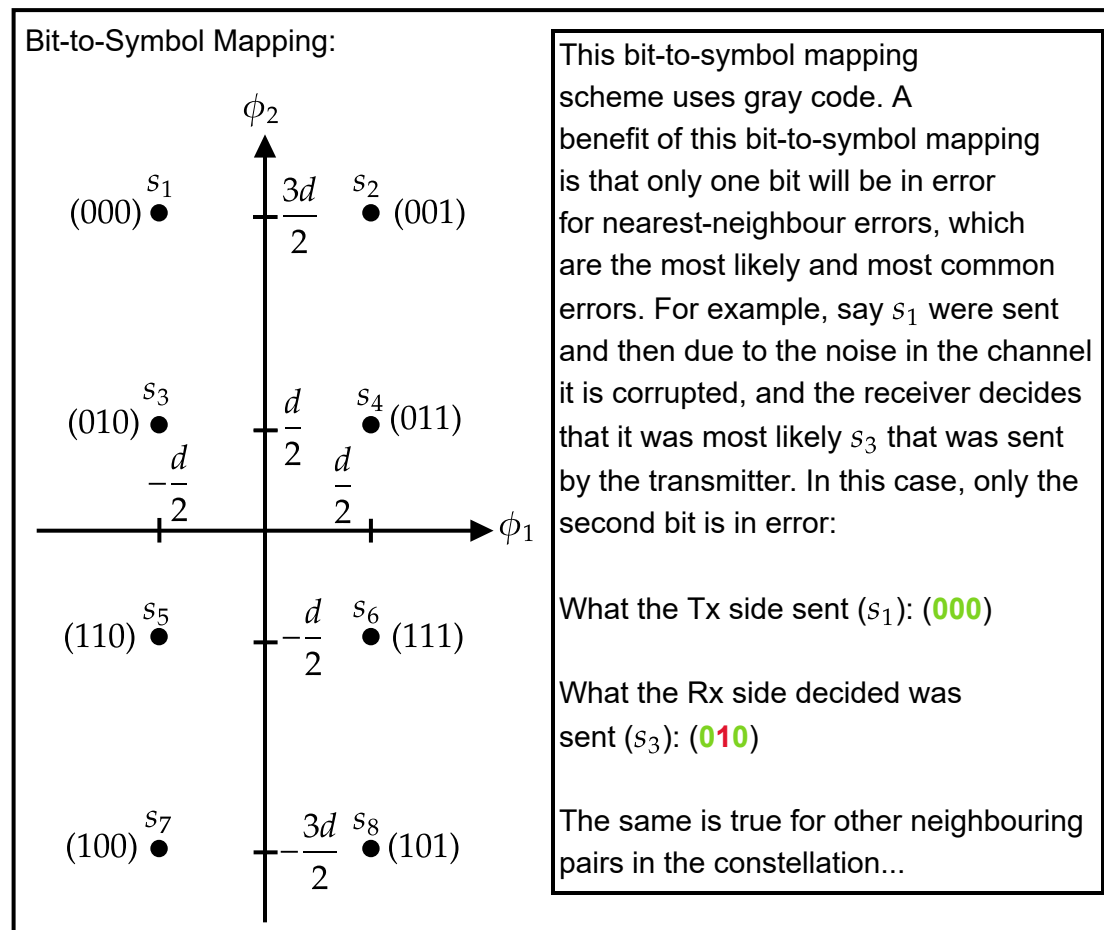 Bit-to-Symbol Mapping:
ϕ₂
s₁ s₂
(000) 3d/2 (001)
s₃ s₄
(010) d/2 (011)
-d/2 d/2
ϕ₁
s₅ s₆
(110) -d/2 (111)
s₇ s₈
(100) -3d/2 (101)
This bit-to-symbol mapping
scheme uses gray code. A
benefit of this bit-to-symbol mapping
is that only one bit will be in error
for nearest-neighbour errors, which
are the most likely and most common
errors. For example, say s₁ were sent
and then due to the noise in the channel
it is corrupted, and the receiver decides
that it was most likely s₃ that was sent
by the transmitter. In this case, only the
second bit is in error:
What the Tx side sent (s₁): (000)
What the Rx side decided was
sent (s₃): (010)
The same is true for other neighbouring
pairs in the constellation...